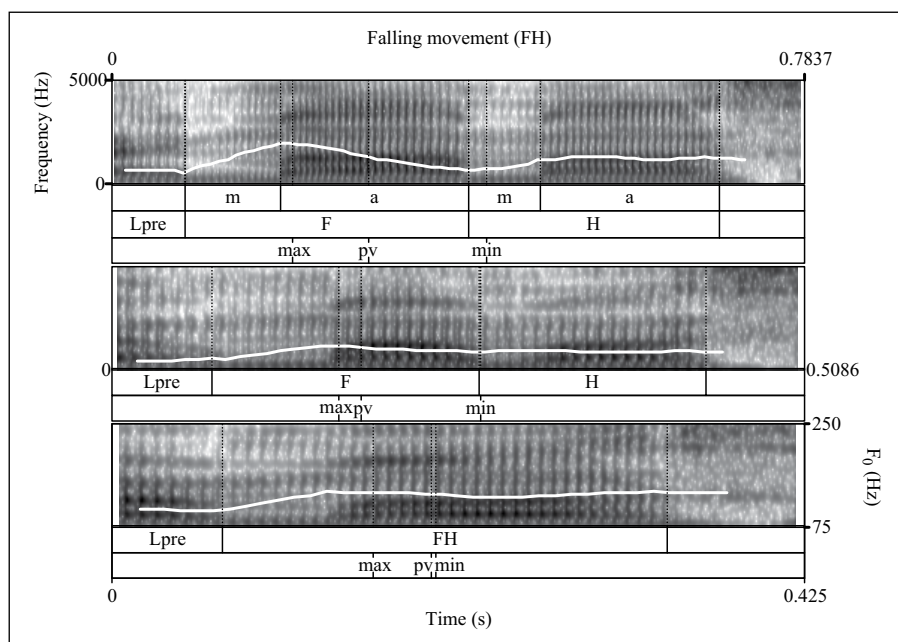 Falling movement (FH)
0 0.7837
5000
Frequency (Hz)
0
m a m a
Lpre F H
max pv min
0 0.5086
Lpre F H
max pv min
250
F0 (Hz)
75
Lpre FH
max pv min
0 0.425
Time (s)